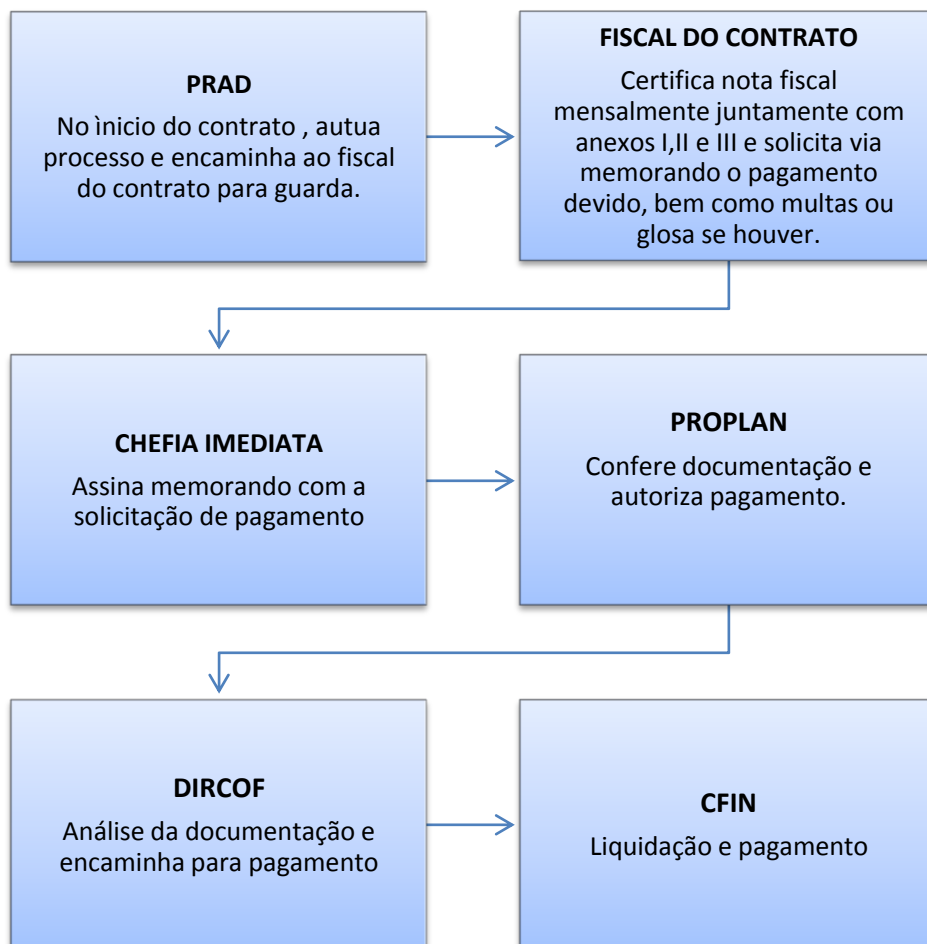 PRAD
No ìnicio do contrato , autua
processo e encaminha ao fiscal
do contrato para guarda.
FISCAL DO CONTRATO
Certifica nota fiscal
mensalmente juntamente com
anexos I,II e III e solicita via
memorando o pagamento
devido, bem como multas ou
glosa se houver.
CHEFIA IMEDIATA
Assina memorando com a
solicitação de pagamento
PROPLAN
Confere documentação e
autoriza pagamento.
DIRCOF
Análise da documentação e
encaminha para pagamento
CFIN
Liquidação e pagamento